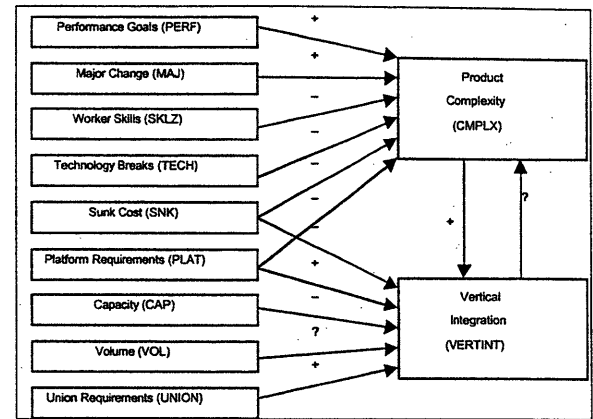 Performance Goals (PERF)
+
+
Major Change (MAJ)
Product
Complexity
(CMPLX)
–
Worker Skills (SKLZ)
–
Technology Breaks (TECH)
–
Sunk Cost (SNK)
–
–
+
?
Platform Requirements (PLAT)
+
–
Capacity (CAP)
Vertical
Integration
(VERTINT)
?
Volume (VOL)
+
Union Requirements (UNION)